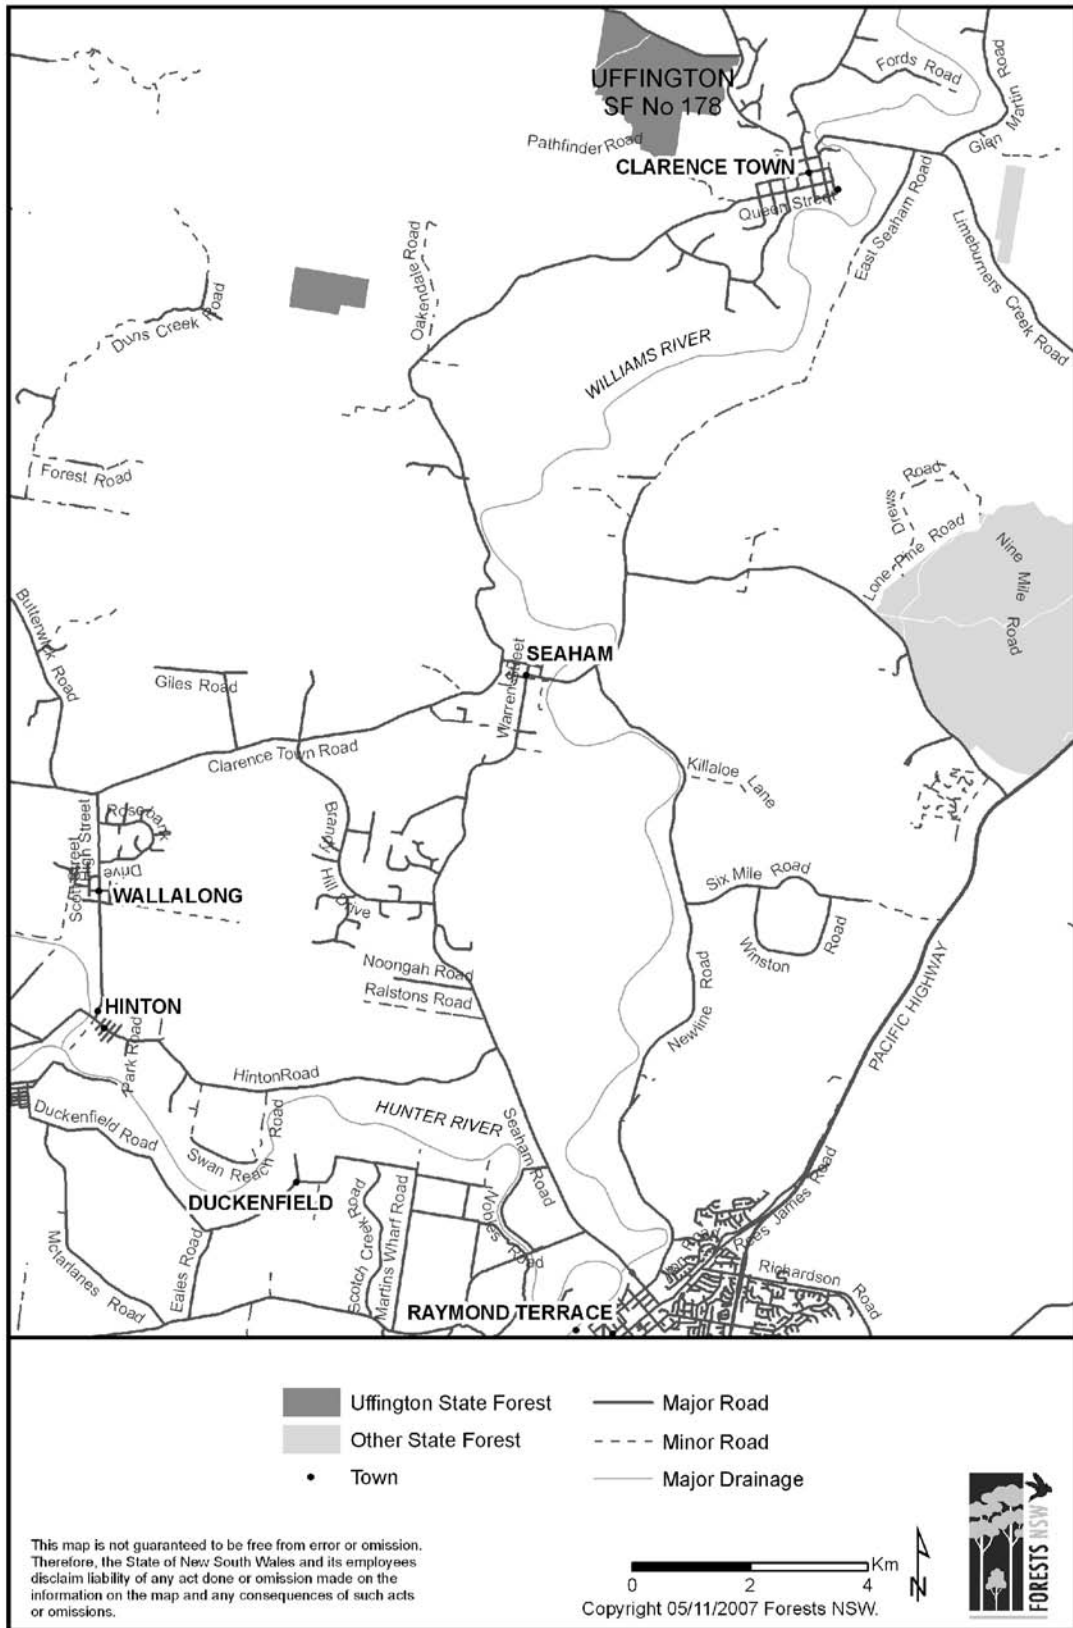 UFFINGTON
SF No 178
Fords Road
Glen Martin Road
Pathfinder Road
CLARENCE TOWN
Queen Street
East Seaham Road
Limeburners Creek Road
Oakendale Road
Duns Creek Road
WILLIAMS RIVER
Forest Road
Drews Road
Lone Pine Road
Nine Mile Road
Butterwick Road
SEAHAM
Warren Street
Giles Road
Clarence Town Road
Killaloe Lane
Rosebank Drive
High Street
Brandy Hill Drive
Six Mile Road
WALLALONG
Winston Road
Noongah Road
Ralstons Road
Newline Road
PACIFIC HIGHWAY
HINTON
Park Road
Hinton Road
HUNTER RIVER
Duckenfield Road
Swan Reach Road
Seaham Road
DUCKENFIELD
Nobles Road
Scotch Creek Road
Martins Wharf Road
Mcfarlanes Road
Eales Road
Rees James Road
Richardson Road
RAYMOND TERRACE
Uffington State Forest
Other State Forest
Town
Major Road
Minor Road
Major Drainage
This map is not guaranteed to be free from error or omission.
Therefore, the State of New South Wales and its employees
disclaim liability of any act done or omission made on the
information on the map and any consequences of such acts
or omissions.
0 2 4 Km
N
Copyright 05/11/2007 Forests NSW.
FORESTS NSW